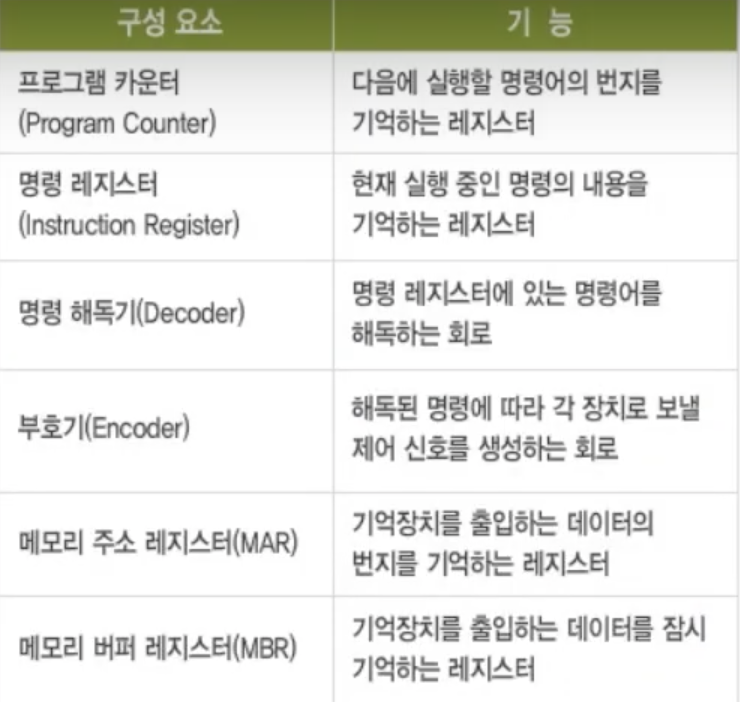 구성 요소
기 능
프로그램 카운터
(Program Counter)
다음에 실행할 명령어의 번지를
기억하는 레지스터
명령 레지스터
(Instruction Register)
현재 실행 중인 명령의 내용을
기억하는 레지스터
명령 해독기(Decoder)
명령 레지스터에 있는 명령어를
해독하는 회로
부호기(Encoder)
해독된 명령에 따라 각 장치로 보낼
제어 신호를 생성하는 회로
메모리 주소 레지스터(MAR)
기억장치를 출입하는 데이터의
번지를 기억하는 레지스터
메모리 버퍼 레지스터(MBR)
기억장치를 출입하는 데이터를 잠시
기억하는 레지스터